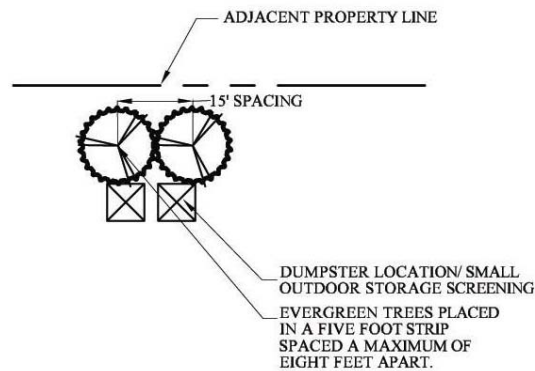 ADJACENT PROPERTY LINE
15' SPACING
DUMPSTER LOCATION/ SMALL
OUTDOOR STORAGE SCREENING
EVERGREEN TREES PLACED
IN A FIVE FOOT STRIP
SPACED A MAXIMUM OF
EIGHT FEET APART.